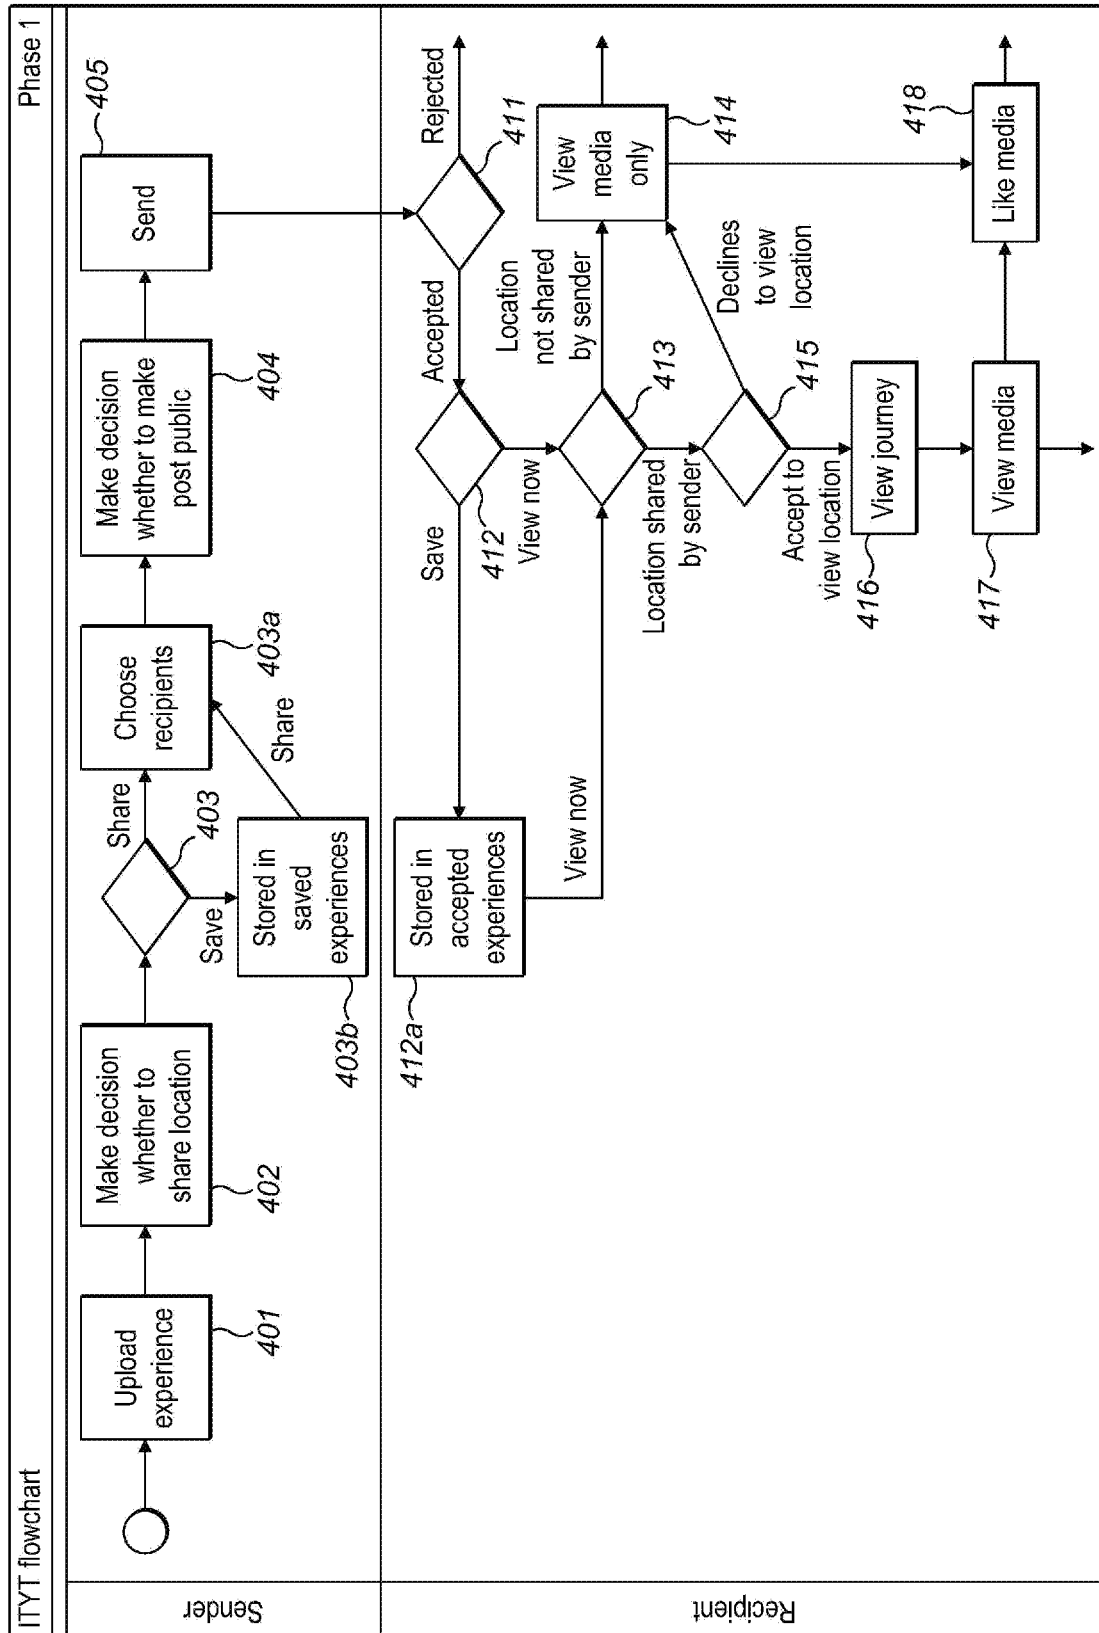 ITYT flowchart
Phase 1
Sender
Upload
experience
401
Make decision
whether to
share location
402
403
Share
Save
Stored in
saved
experiences
403b
Share
Choose
recipients
403a
Make decision
whether to make
post public
404
Send
405
Recipient
411
Rejected
Accepted
412
Save
View now
Stored in
accepted
experiences
412a
View now
413
Location
not shared
by sender
View
media
only
414
Location shared
by sender
415
Declines
to view
location
Accept to
view location
View journey
416
View media
417
Like media
418